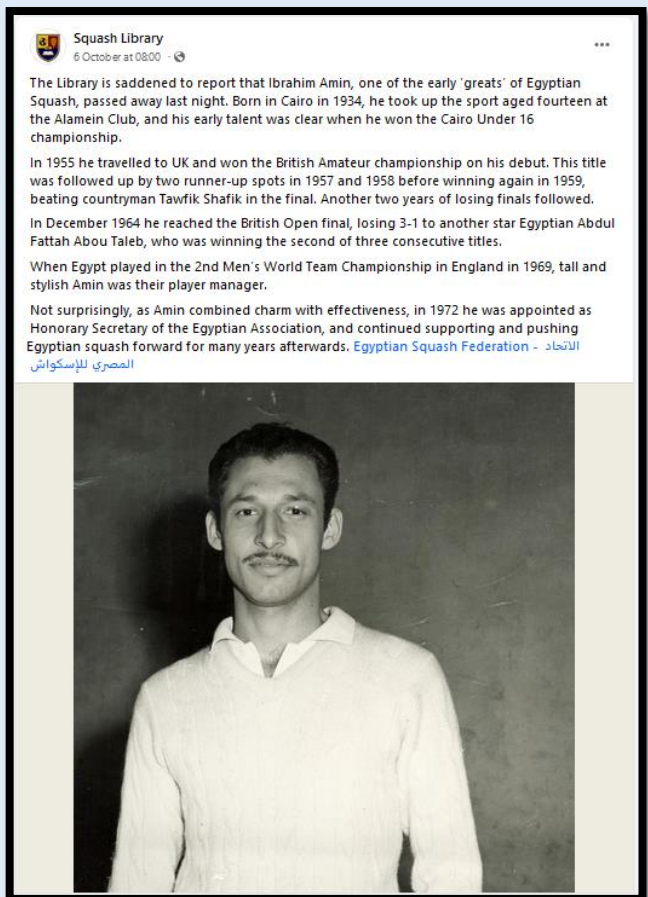 Squash Library
6 October at 08:00 ·
The Library is saddened to report that Ibrahim Amin, one of the early 'greats' of Egyptian
Squash, passed away last night. Born in Cairo in 1934, he took up the sport aged fourteen at
the Alamein Club, and his early talent was clear when he won the Cairo Under 16
championship.
In 1955 he travelled to UK and won the British Amateur championship on his debut. This title
was followed up by two runner-up spots in 1957 and 1958 before winning again in 1959,
beating countryman Tawfik Shafik in the final. Another two years of losing finals followed.
In December 1964 he reached the British Open final, losing 3-1 to another star Egyptian Abdul
Fattah Abou Taleb, who was winning the second of three consecutive titles.
When Egypt played in the 2nd Men's World Team Championship in England in 1969, tall and
stylish Amin was their player manager.
Not surprisingly, as Amin combined charm with effectiveness, in 1972 he was appointed as
Honorary Secretary of the Egyptian Association, and continued supporting and pushing
Egyptian squash forward for many years afterwards. Egyptian Squash Federation - الاتحاد
المصري للإسكواش